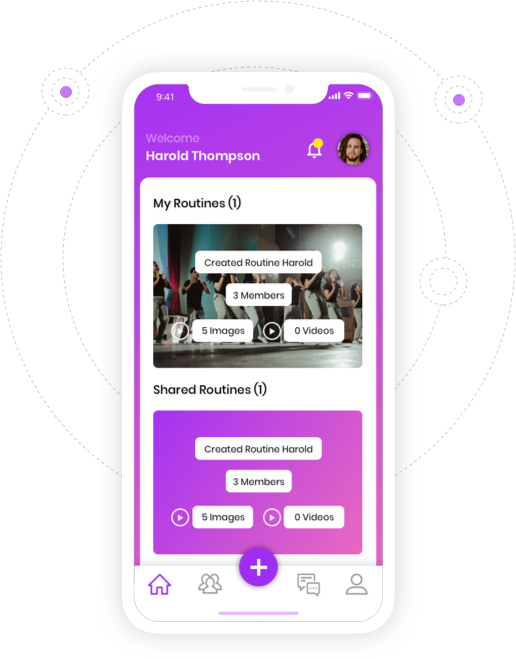 9:41
Welcome
Harold Thompson
My Routines (1)
Created Routine Harold
3 Members
5 Images 0 Videos
Shared Routines (1)
Created Routine Harold
3 Members
5 Images 0 Videos